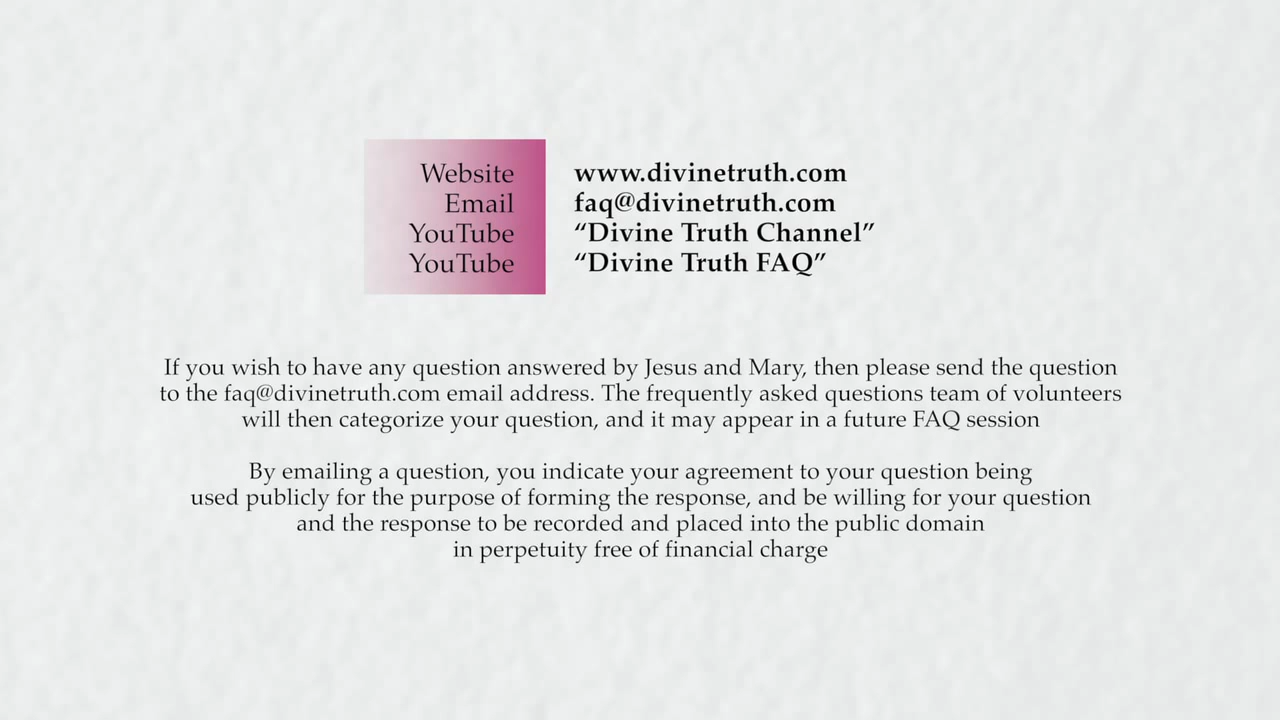 Website www.divinetruth.com
Email faq@divinetruth.com
YouTube “Divine Truth Channel”
YouTube “Divine Truth FAQ”
If you wish to have any question answered by Jesus and Mary, then please send the question
to the faq@divinetruth.com email address. The frequently asked questions team of volunteers
will then categorize your question, and it may appear in a future FAQ session
By emailing a question, you indicate your agreement to your question being
used publicly for the purpose of forming the response, and be willing for your question
and the response to be recorded and placed into the public domain
in perpetuity free of financial charge